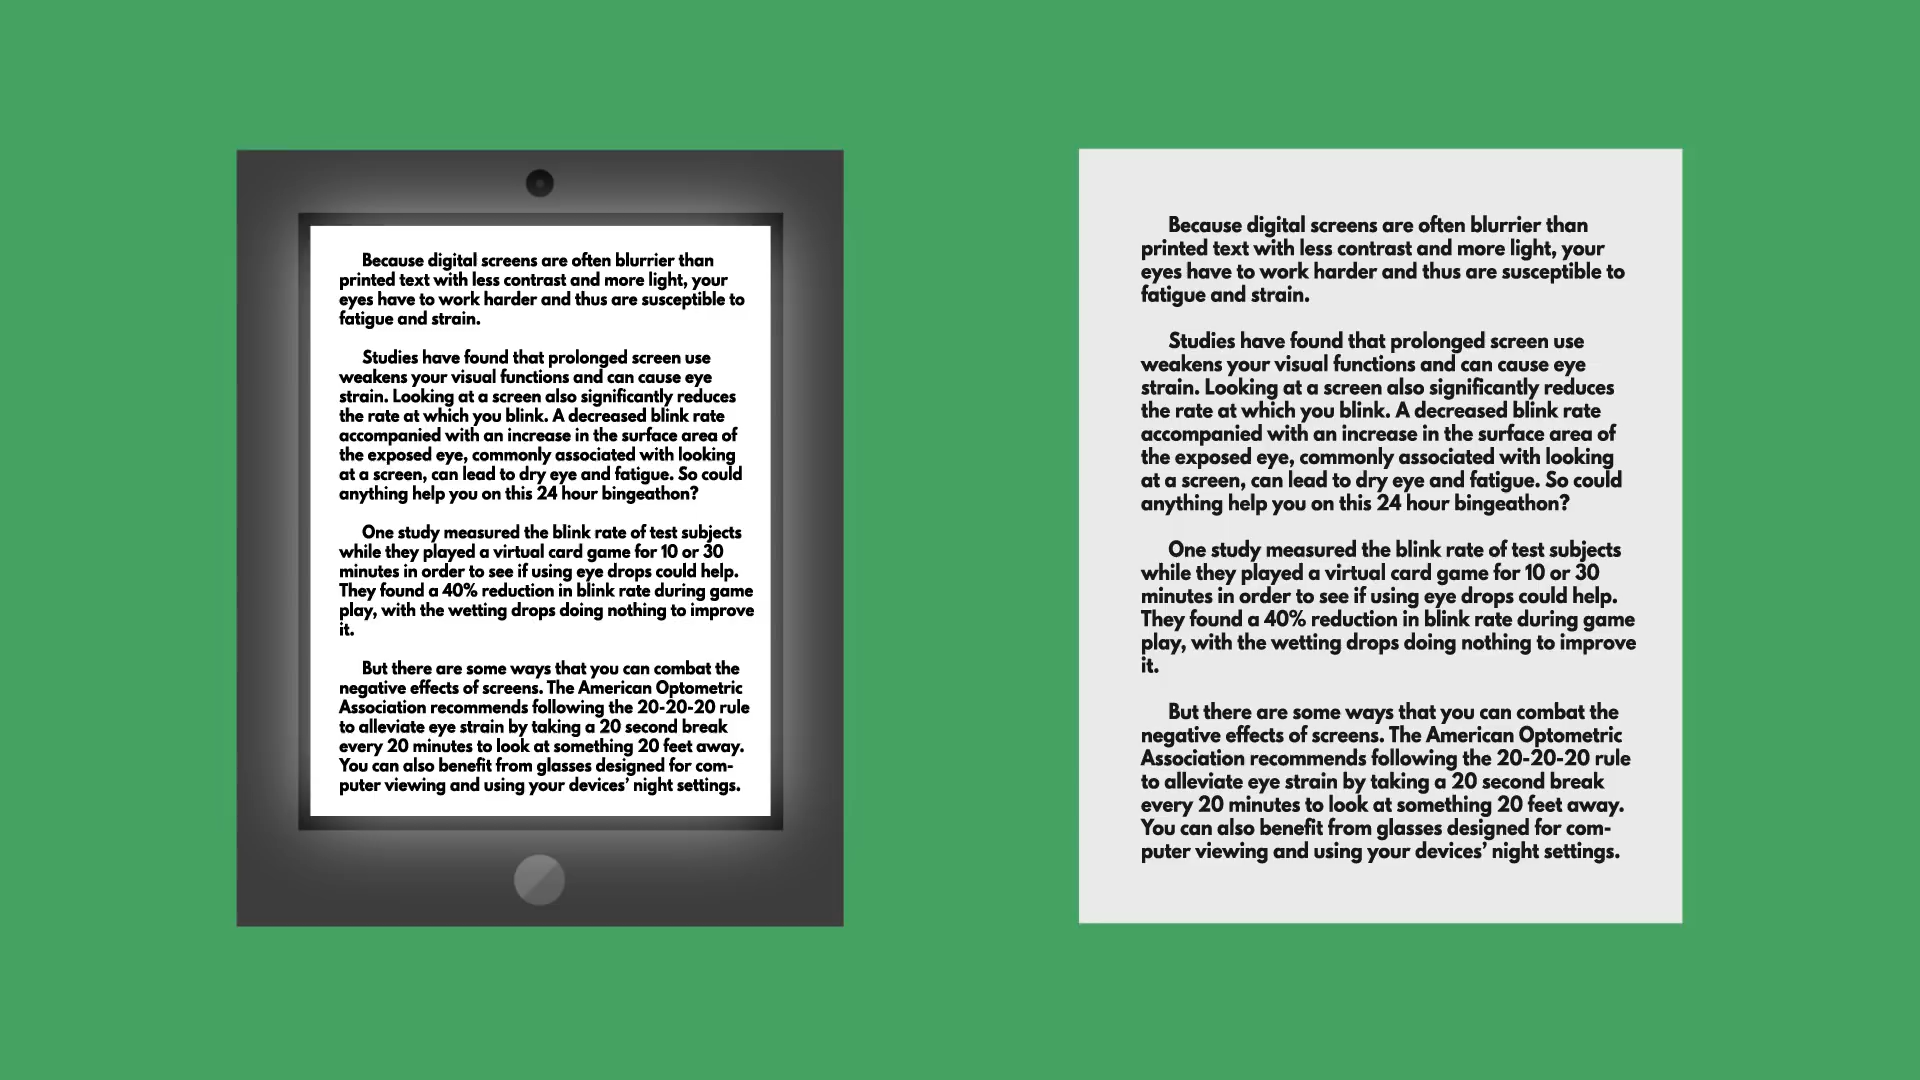 Because digital screens are often blurrier than
printed text with less contrast and more light, your
eyes have to work harder and thus are susceptible to
fatigue and strain.
Studies have found that prolonged screen use
weakens your visual functions and can cause eye
strain. Looking at a screen also significantly reduces
the rate at which you blink. A decreased blink rate
accompanied with an increase in the surface area of
the exposed eye, commonly associated with looking
at a screen, can lead to dry eye and fatigue. So could
anything help you on this 24 hour bingeathon?
One study measured the blink rate of test subjects
while they played a virtual card game for 10 or 30
minutes in order to see if using eye drops could help.
They found a 40% reduction in blink rate during game
play, with the wetting drops doing nothing to improve
it.
But there are some ways that you can combat the
negative effects of screens. The American Optometric
Association recommends following the 20-20-20 rule
to alleviate eye strain by taking a 20 second break
every 20 minutes to look at something 20 feet away.
You can also benefit from glasses designed for com-
puter viewing and using your devices’ night settings.
Because digital screens are often blurrier than
printed text with less contrast and more light, your
eyes have to work harder and thus are susceptible to
fatigue and strain.
Studies have found that prolonged screen use
weakens your visual functions and can cause eye
strain. Looking at a screen also significantly reduces
the rate at which you blink. A decreased blink rate
accompanied with an increase in the surface area of
the exposed eye, commonly associated with looking
at a screen, can lead to dry eye and fatigue. So could
anything help you on this 24 hour bingeathon?
One study measured the blink rate of test subjects
while they played a virtual card game for 10 or 30
minutes in order to see if using eye drops could help.
They found a 40% reduction in blink rate during game
play, with the wetting drops doing nothing to improve
it.
But there are some ways that you can combat the
negative effects of screens. The American Optometric
Association recommends following the 20-20-20 rule
to alleviate eye strain by taking a 20 second break
every 20 minutes to look at something 20 feet away.
You can also benefit from glasses designed for com-
puter viewing and using your devices’ night settings.